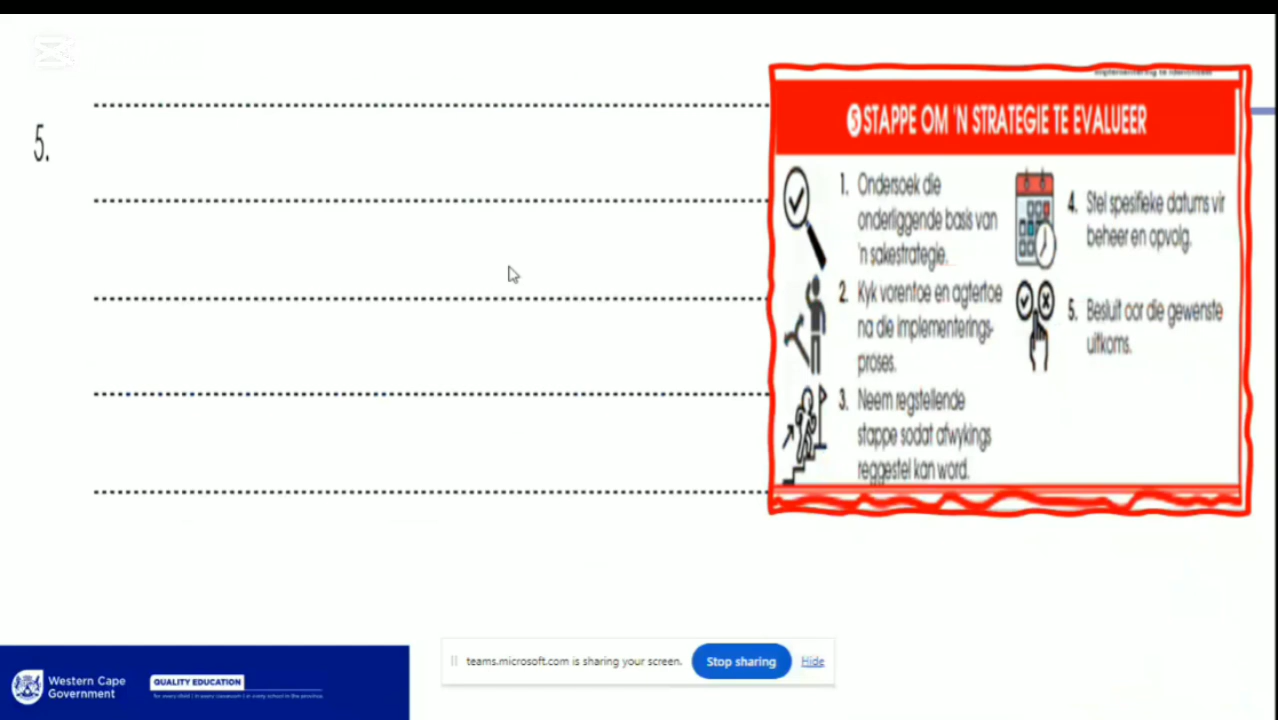 5.
❺STAPPE OM 'N STRATEGIE TE EVALUEER
1. Ondersoek die
onderliggende basis van
'n sakestrategie.
2. Kyk vorentoe en agtertoe
na die implementerings-
proses.
3. Neem regstellende
stappe sodat afwykings
reggestel kan word.
4. Stel spesifieke datums vir
beheer en opvolg.
5. Besluit oor die gewenste
uitkoms.
teams.microsoft.com is sharing your screen.
Stop sharing
Hide
Western Cape
Government
QUALITY EDUCATION